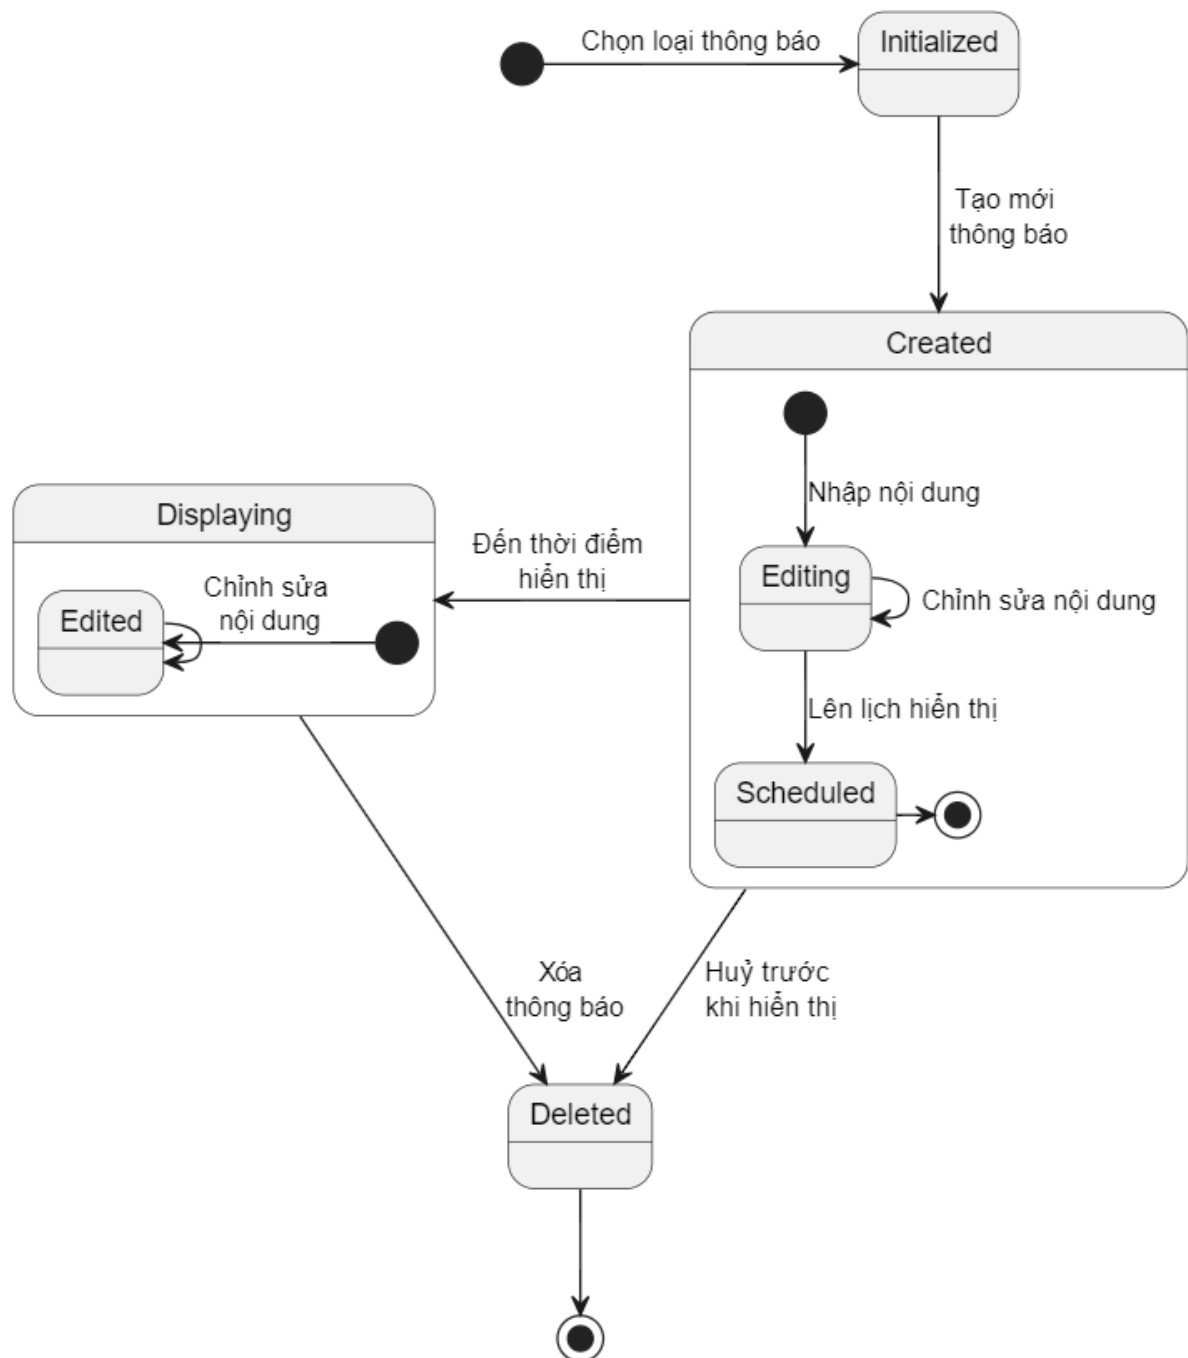 Chọn loại thông báo
Initialized
Tạo mới
thông báo
Created
Nhập nội dung
Editing
Chỉnh sửa nội dung
Lên lịch hiển thị
Scheduled
Đến thời điểm
hiển thị
Displaying
Chỉnh sửa
nội dung
Edited
Xóa
thông báo
Huỷ trước
khi hiển thị
Deleted